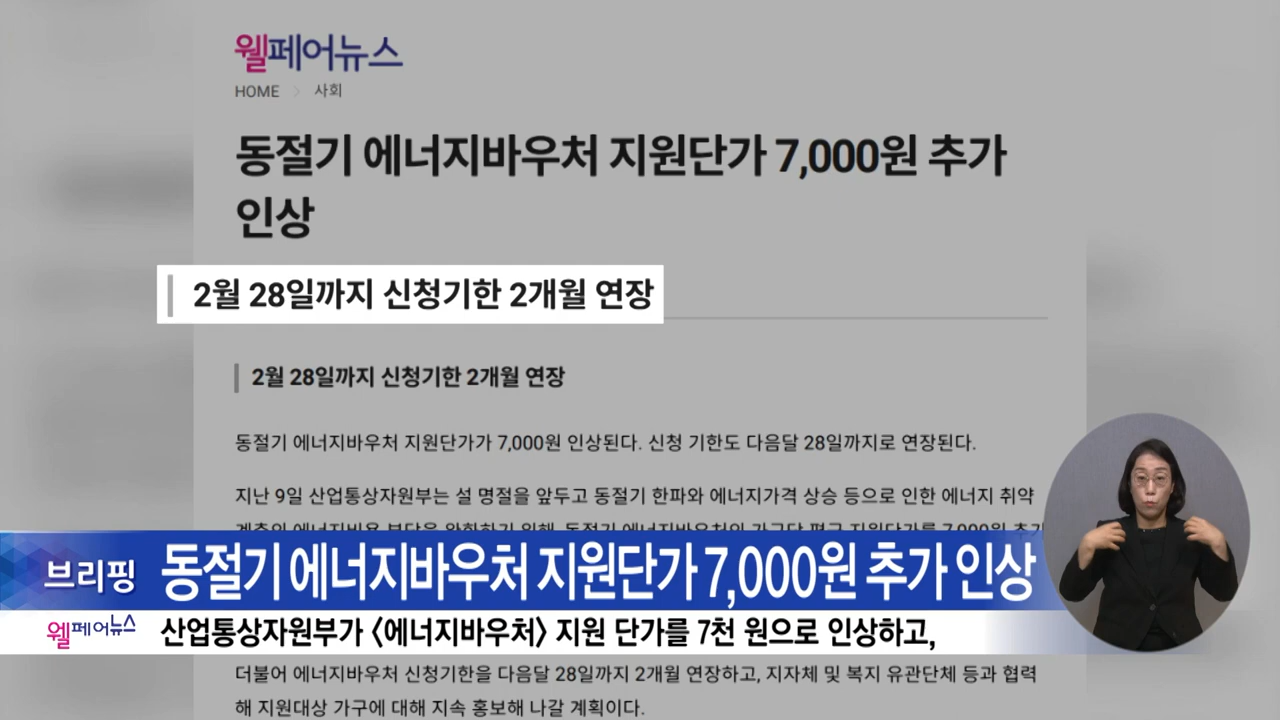 웰페어뉴스
HOME > 사회
동절기 에너지바우처 지원단가 7,000원 추가
인상
2월 28일까지 신청기한 2개월 연장
2월 28일까지 신청기한 2개월 연장
동절기 에너지바우처 지원단가가 7,000원 인상된다. 신청 기한도 다음달 28일까지로 연장된다.
지난 9일 산업통상자원부는 설 명절을 앞두고 동절기 한파와 에너지가격 상승 등으로 인한 에너지 취약
브리핑 동절기 에너지바우처 지원단가 7,000원 추가 인상
웰페어뉴스 산업통상자원부가 <에너지바우처> 지원 단가를 7천 원으로 인상하고,
더불어 에너지바우처 신청기한을 다음달 28일까지 2개월 연장하고, 지자체 및 복지 유관단체 등과 협력
해 지원대상 가구에 대해 지속 홍보해 나갈 계획이다.